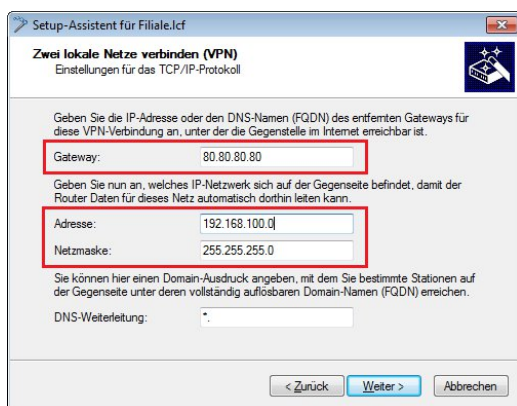 Setup-Assistent für Filiale.lcf
Zwei lokale Netze verbinden (VPN)
Einstellungen für das TCP/IP-Protokoll
Geben Sie die IP-Adresse oder den DNS-Namen (FQDN) des entfernten Gateways für
diese VPN-Verbindung an, unter der die Gegenstelle im Internet erreichbar ist.
Gateway: 80.80.80.80
Geben Sie nun an, welches IP-Netzwerk sich auf der Gegenseite befindet, damit der
Router Daten für dieses Netz automatisch dorthin leiten kann.
Adresse: 192.168.100.0
Netzmaske: 255.255.255.0
Sie können hier einen Domain-Ausdruck angeben, mit dem Sie bestimmte Stationen auf
der Gegenseite unter deren vollständig auflösbaren Domain-Namen (FQDN) erreichen.
DNS-Weiterleitung: *.
< Zurück Weiter > Abbrechen